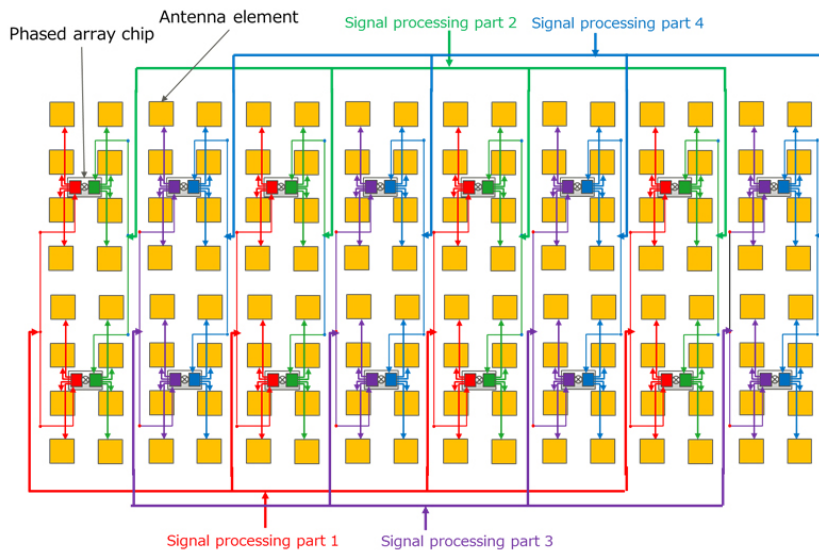 Antenna element
Signal processing part 2
Signal processing part 4
Phased array chip
Signal processing part 1
Signal processing part 3